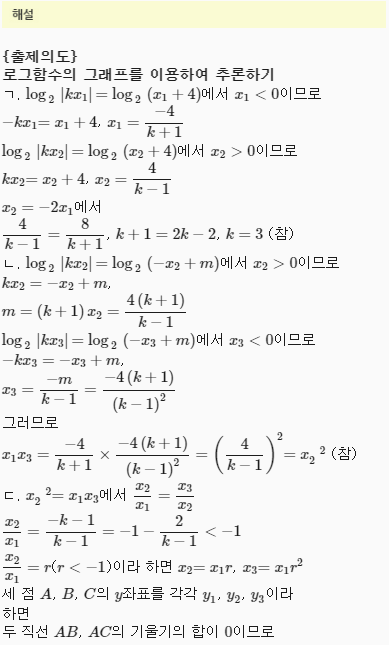 해설
{출제의도}
로그함수의 그래프를 이용하여 추론하기
ㄱ. log₂ |kx₁| = log₂ (x₁+4)에서 x₁ < 0이므로
-kx₁ = x₁+4, x₁ = -4/(k+1)
log₂ |kx₂| = log₂ (x₂+4)에서 x₂ > 0이므로
kx₂ = x₂+4, x₂ = 4/(k-1)
x₂ = -2x₁에서
4/(k-1) = 8/(k+1), k+1 = 2k-2, k = 3 (참)
ㄴ. log₂ |kx₂| = log₂ (-x₂+m)에서 x₂ > 0이므로
kx₂ = -x₂+m,
m = (k+1)x₂ = 4(k+1)/(k-1)
log₂ |kx₃| = log₂ (-x₃+m)에서 x₃ < 0이므로
-kx₃ = -x₃+m,
x₃ = -m/(k-1) = -4(k+1)/(k-1)²
그러므로
x₁x₃ = -4/(k+1) × -4(k+1)/(k-1)² = (4/(k-1))² = x₂² (참)
ㄷ. x₂² = x₁x₃에서 x₂/x₁ = x₃/x₂
x₂/x₁ = (-k-1)/(k-1) = -1 - 2/(k-1) < -1
x₂/x₁ = r(r < -1)이라 하면 x₂ = x₁r, x₃ = x₁r²
세 점 A, B, C의 y좌표를 각각 y₁, y₂, y₃이라
하면
두 직선 AB, AC의 기울기의 합이 0이므로